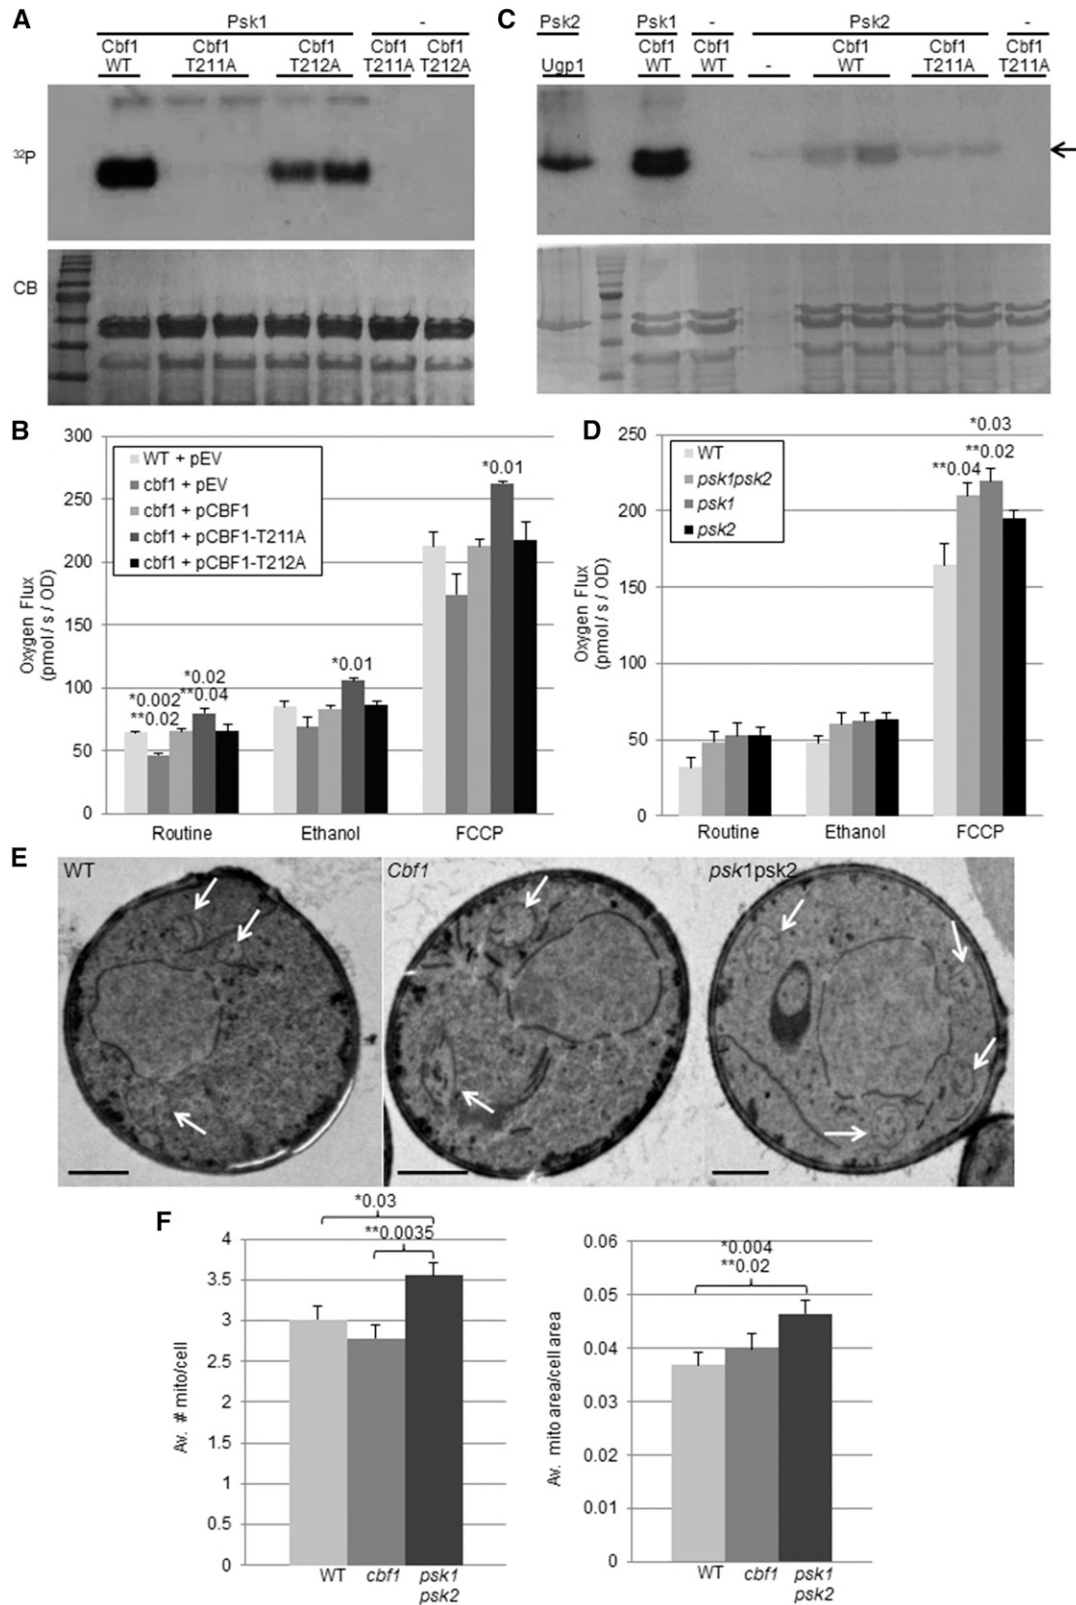 A
Psk1
-
Cbf1 WT
Cbf1 T211A
Cbf1 T212A
Cbf1 T211A
Cbf1 T212A
32P
CB
C
Psk2
Psk1
-
Psk2
-
Ugp1
Cbf1 WT
Cbf1 WT
-
Cbf1 WT
Cbf1 T211A
Cbf1 T211A
B
300
250
200
150
100
50
0
Oxygen Flux
(pmol / s / OD)
WT + pEV
cbf1 + pEV
cbf1 + pCBF1
cbf1 + pCBF1-T211A
cbf1 + pCBF1-T212A
*0.002
**0.02
*0.02
**0.04
*0.01
*0.01
Routine
Ethanol
FCCP
D
250
200
150
100
50
0
Oxygen Flux
(pmol / s / OD)
WT
psk1psk2
psk1
psk2
*0.03
**0.02
**0.04
Routine
Ethanol
FCCP
E
WT
Cbf1
psk1psk2
F
*0.03
**0.0035
4
3.5
3
2.5
2
1.5
1
0.5
0
Av. # mito/cell
WT
cbf1
psk1
psk2
0.06
0.05
0.04
0.03
0.02
0.01
0
Av. mito area/cell area
*0.004
**0.02
WT
cbf1
psk1
psk2